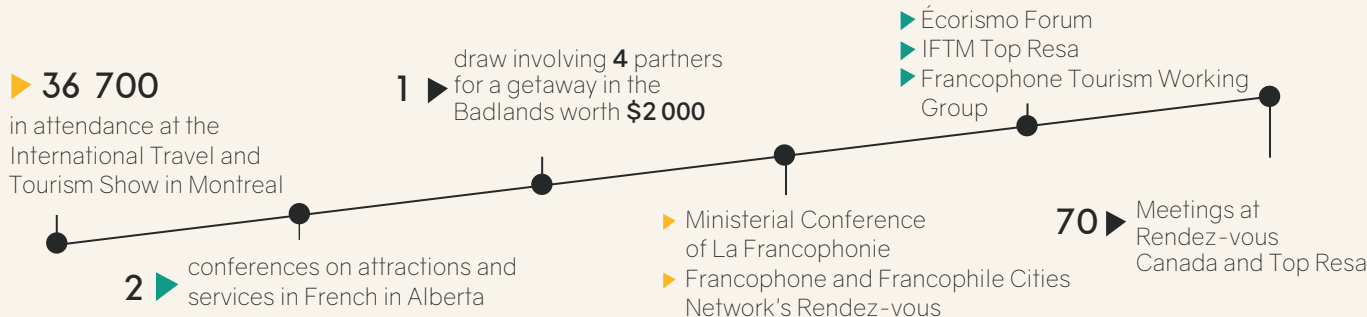 36 700
in attendance at the
International Travel and
Tourism Show in Montreal
2
conferences on attractions and
services in French in Alberta
1
draw involving 4 partners
for a getaway in the
Badlands worth $2 000
Ministerial Conference
of La Francophonie
Francophone and Francophile Cities
Network's Rendez-vous
Écorismo Forum
IFTM Top Resa
Francophone Tourism Working
Group
70
Meetings at
Rendez-vous
Canada and Top Resa